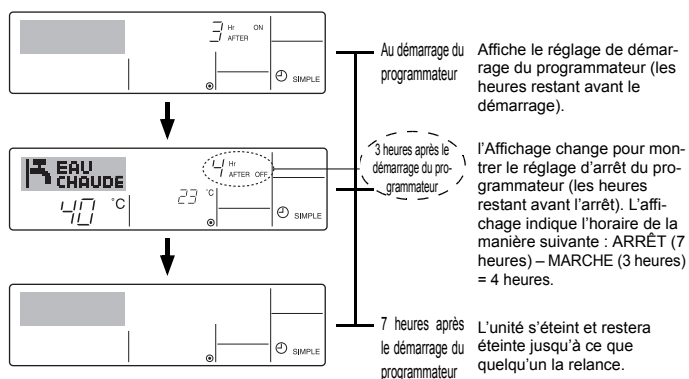 3 Hr ON
AFTER
SIMPLE
Au démarrage du
programmateur
Affiche le réglage de démar-
rage du programmateur (les
heures restant avant le
démarrage).
EAU
CHAUDE
40 °C
4 Hr
AFTER OFF
23 °C
SIMPLE
3 heures après le
démarrage du pro-
grammateur
l'Affichage change pour mon-
trer le réglage d'arrêt du pro-
grammateur (les heures
restant avant l'arrêt). L'affi-
chage indique l'horaire de la
manière suivante : ARRÊT (7
heures) – MARCHE (3 heures)
= 4 heures.
SIMPLE
7 heures après
le démarrage du
programmateur
L'unité s'éteint et restera
éteinte jusqu'à ce que
quelqu'un la relance.